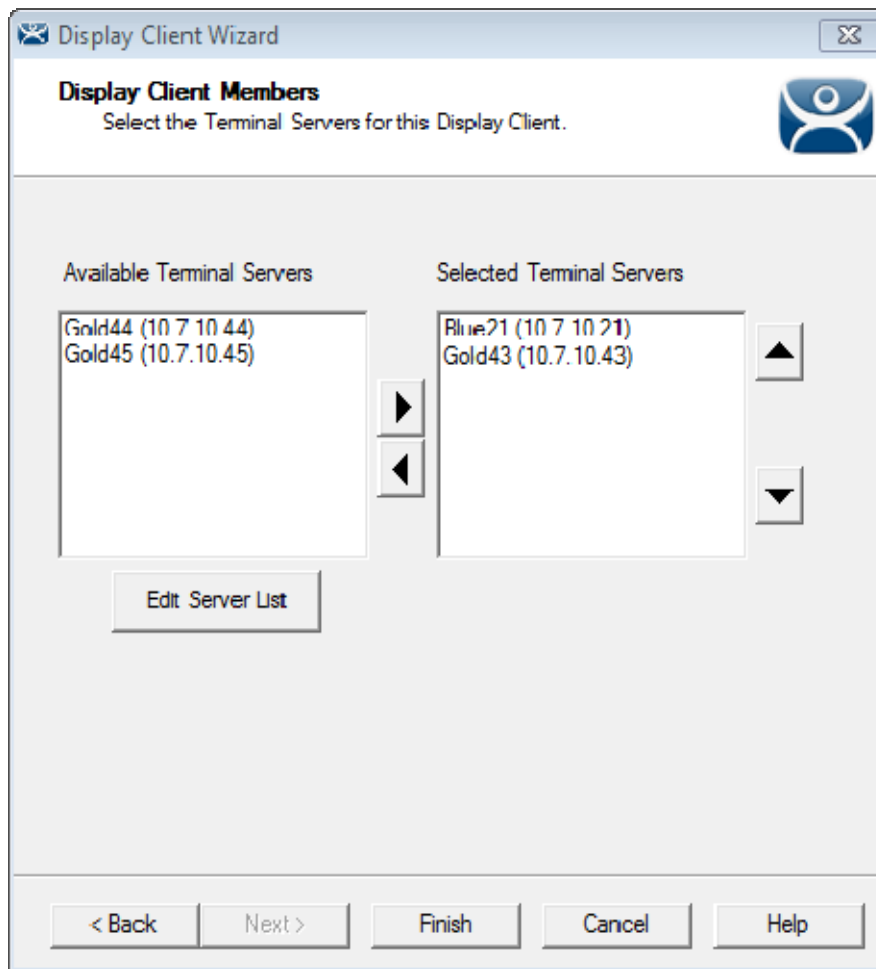 Display Client Wizard
Display Client Members
Select the Terminal Servers for this Display Client.
Available Terminal Servers
Selected Terminal Servers
Gold44 (10.7.10.44)
Gold45 (10.7.10.45)
Blue21 (10.7.10.21)
Gold43 (10.7.10.43)
Edit Server List
< Back
Next >
Finish
Cancel
Help